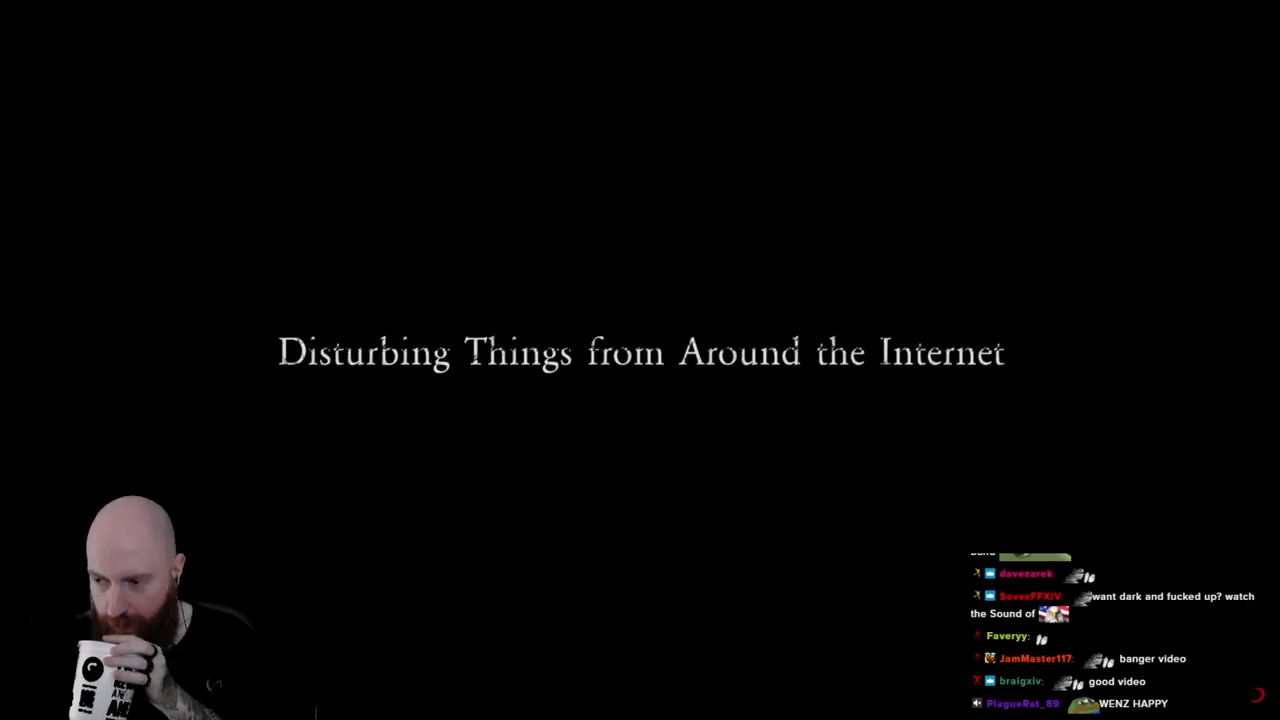 Disturbing Things from Around the Internet
davezarek:
SovesFFXIV: want dark and fucked up? watch
the Sound of
Faveryy:
JamMaster117: banger video
braigxiv: good video
PlagueRat_89: WENZ HAPPY